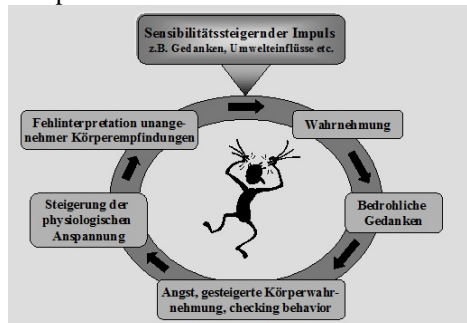 Sensibilitätssteigernder Impuls
z.B. Gedanken, Umwelteinflüsse etc.
Wahrnehmung
Bedrohliche
Gedanken
Angst, gesteigerte Körperwahr-
nehmung, checking behavior
Steigerung der
physiologischen
Anspannung
Fehlinterpretation unange-
nehmer Körperempfindungen